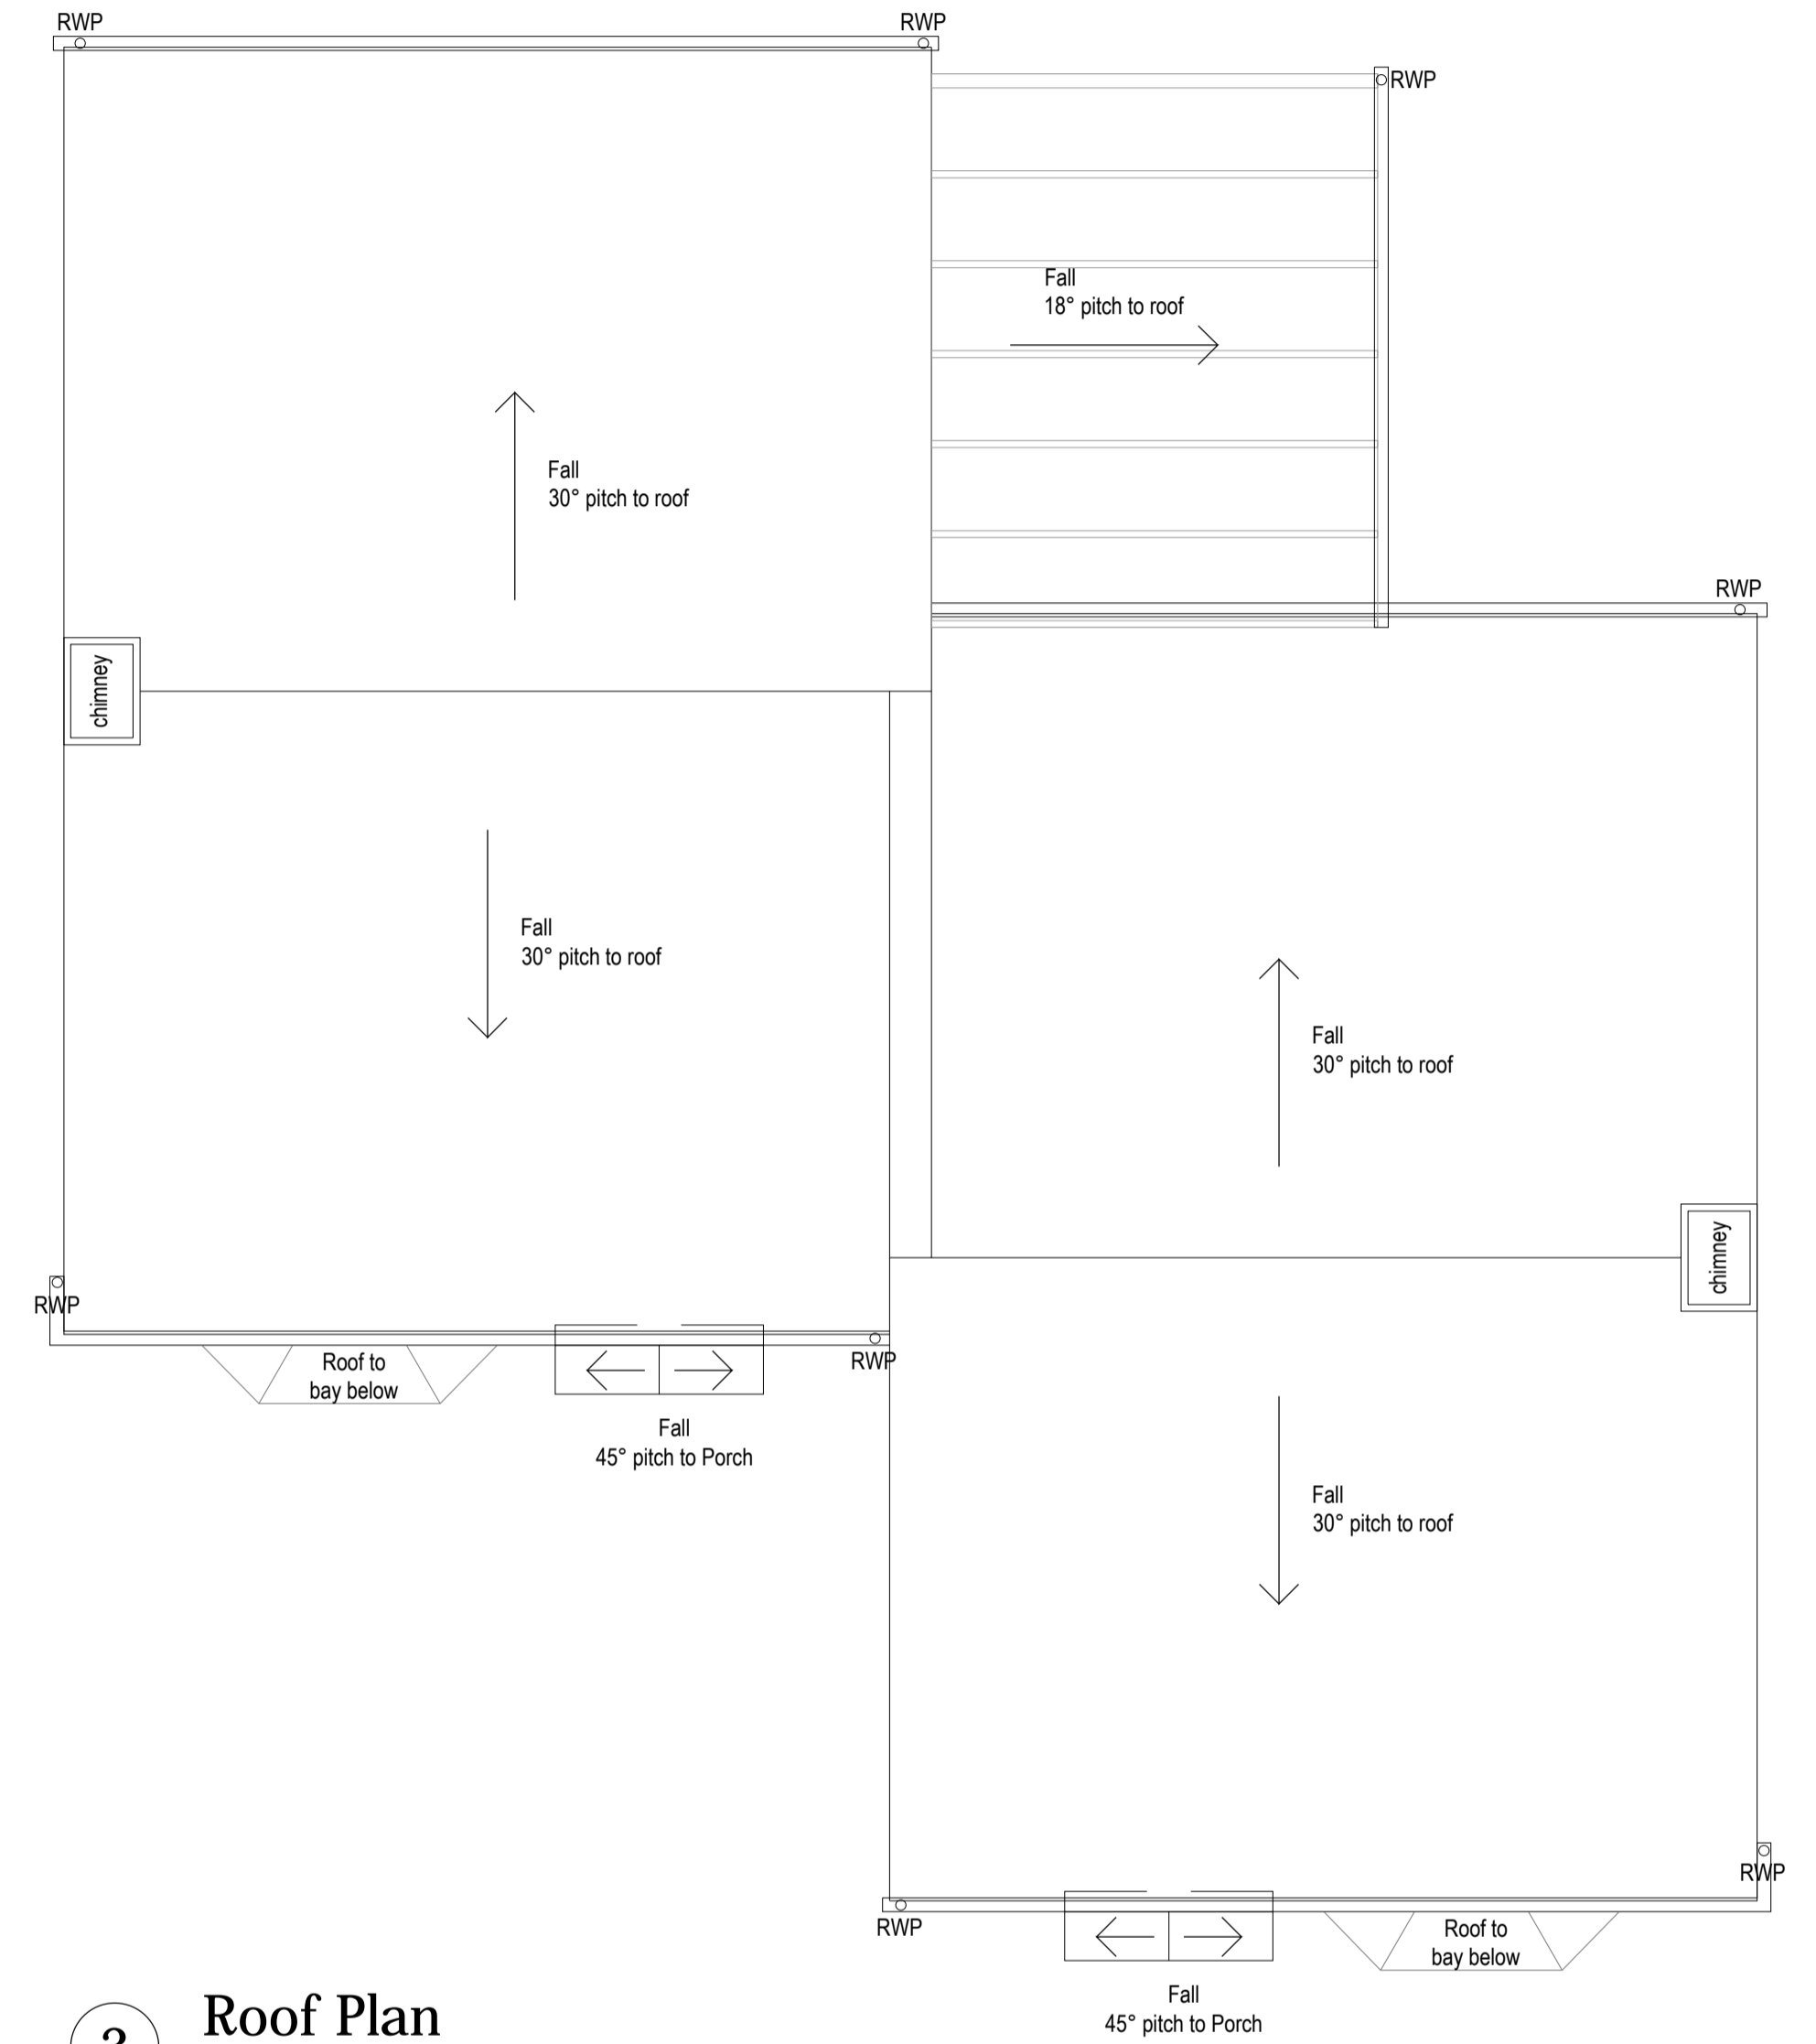 RWP
RWP
RWP
Fall
18° pitch to roof
Fall
30° pitch to roof
RWP
chimney
Fall
30° pitch to roof
Fall
30° pitch to roof
chimney
RWP
RWP
Roof to
bay below
Fall
45° pitch to Porch
Fall
30° pitch to roof
RWP
RWP
Roof to
bay below
Fall
45° pitch to Porch
Roof Plan